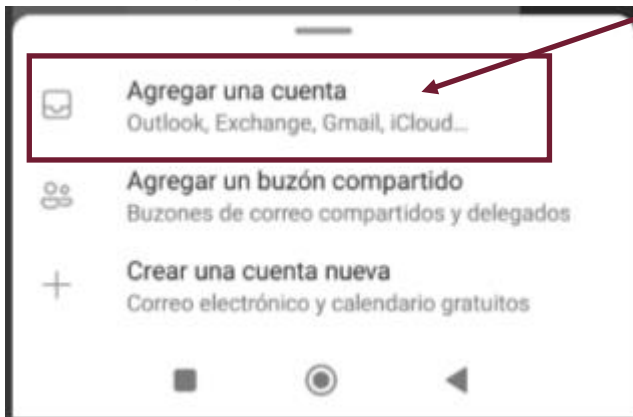 Agregar una cuenta
Outlook, Exchange, Gmail, iCloud...
Agregar un buzón compartido
Buzones de correo compartidos y delegados
Crear una cuenta nueva
Correo electrónico y calendario gratuitos